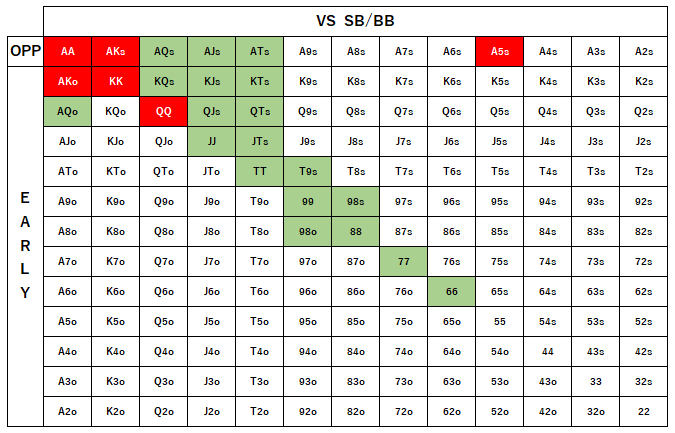 VS SB/BB
OPP AA AKs AQs AJs ATs A9s A8s A7s A6s A5s A4s A3s A2s
AKo KK KQs KJs KTs K9s K8s K7s K6s K5s K4s K3s K2s
AQo KQo QQ QJs QTs Q9s Q8s Q7s Q6s Q5s Q4s Q3s Q2s
AJo KJo QJo JJ JTs J9s J8s J7s J6s J5s J4s J3s J2s
ATo KTo QTo JTo TT T9s T8s T7s T6s T5s T4s T3s T2s
EARLY
A9o K9o Q9o J9o T9o 99 98s 97s 96s 95s 94s 93s 92s
A8o K8o Q8o J8o T8o 98o 88 87s 86s 85s 84s 83s 82s
A7o K7o Q7o J7o T7o 97o 87o 77 76s 75s 74s 73s 72s
A6o K6o Q6o J6o T6o 96o 86o 76o 66 65s 64s 63s 62s
A5o K5o Q5o J5o T5o 95o 85o 75o 65o 55 54s 53s 52s
A4o K4o Q4o J4o T4o 94o 84o 74o 64o 54o 44 43s 42s
A3o K3o Q3o J3o T3o 93o 83o 73o 63o 53o 43o 33 32s
A2o K2o Q2o J2o T2o 92o 82o 72o 62o 52o 42o 32o 22